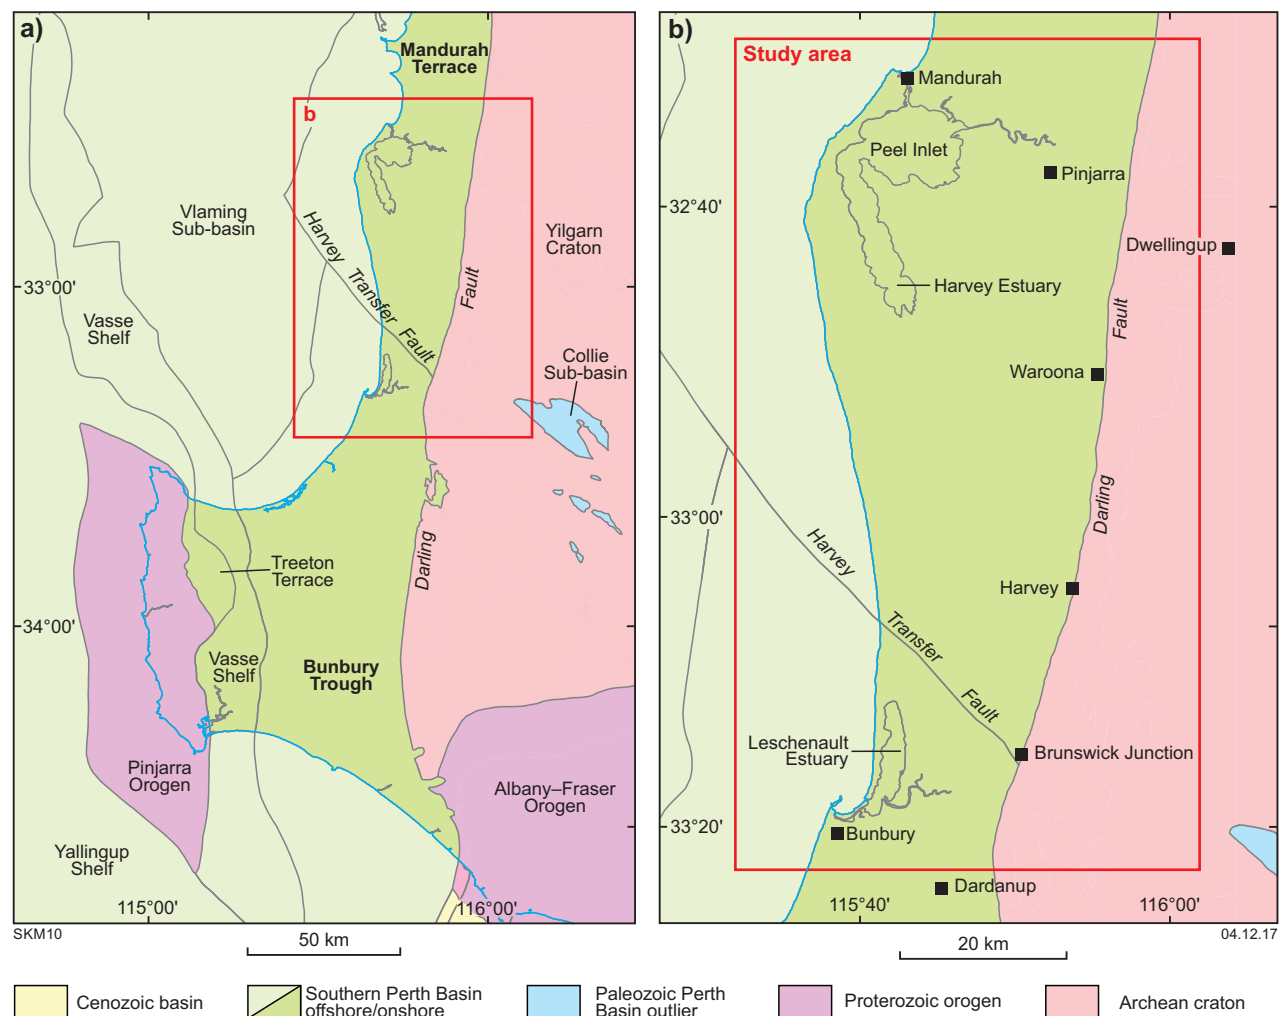 a)
Mandurah
Terrace
b
Vlaming
Sub-basin
Harvey Transfer Fault
Fault
Yilgarn
Craton
33°00'
Vasse
Shelf
Collie
Sub-basin
Darling
Treeton
Terrace
34°00'
Vasse
Shelf
Bunbury
Trough
Pinjarra
Orogen
Albany–Fraser
Orogen
Yallingup
Shelf
115°00'
116°00'
SKM10
50 km
b)
Study area
Mandurah
Peel Inlet
Pinjarra
32°40'
Dwellingup
Harvey Estuary
Fault
Waroona
Darling
33°00'
Harvey
Harvey
Transfer
Fault
Leschenault
Estuary
Brunswick Junction
33°20'
Bunbury
Dardanup
115°40'
116°00'
04.12.17
20 km
Cenozoic basin
Southern Perth Basin
offshore/onshore
Paleozoic Perth
Basin outlier
Proterozoic orogen
Archean craton